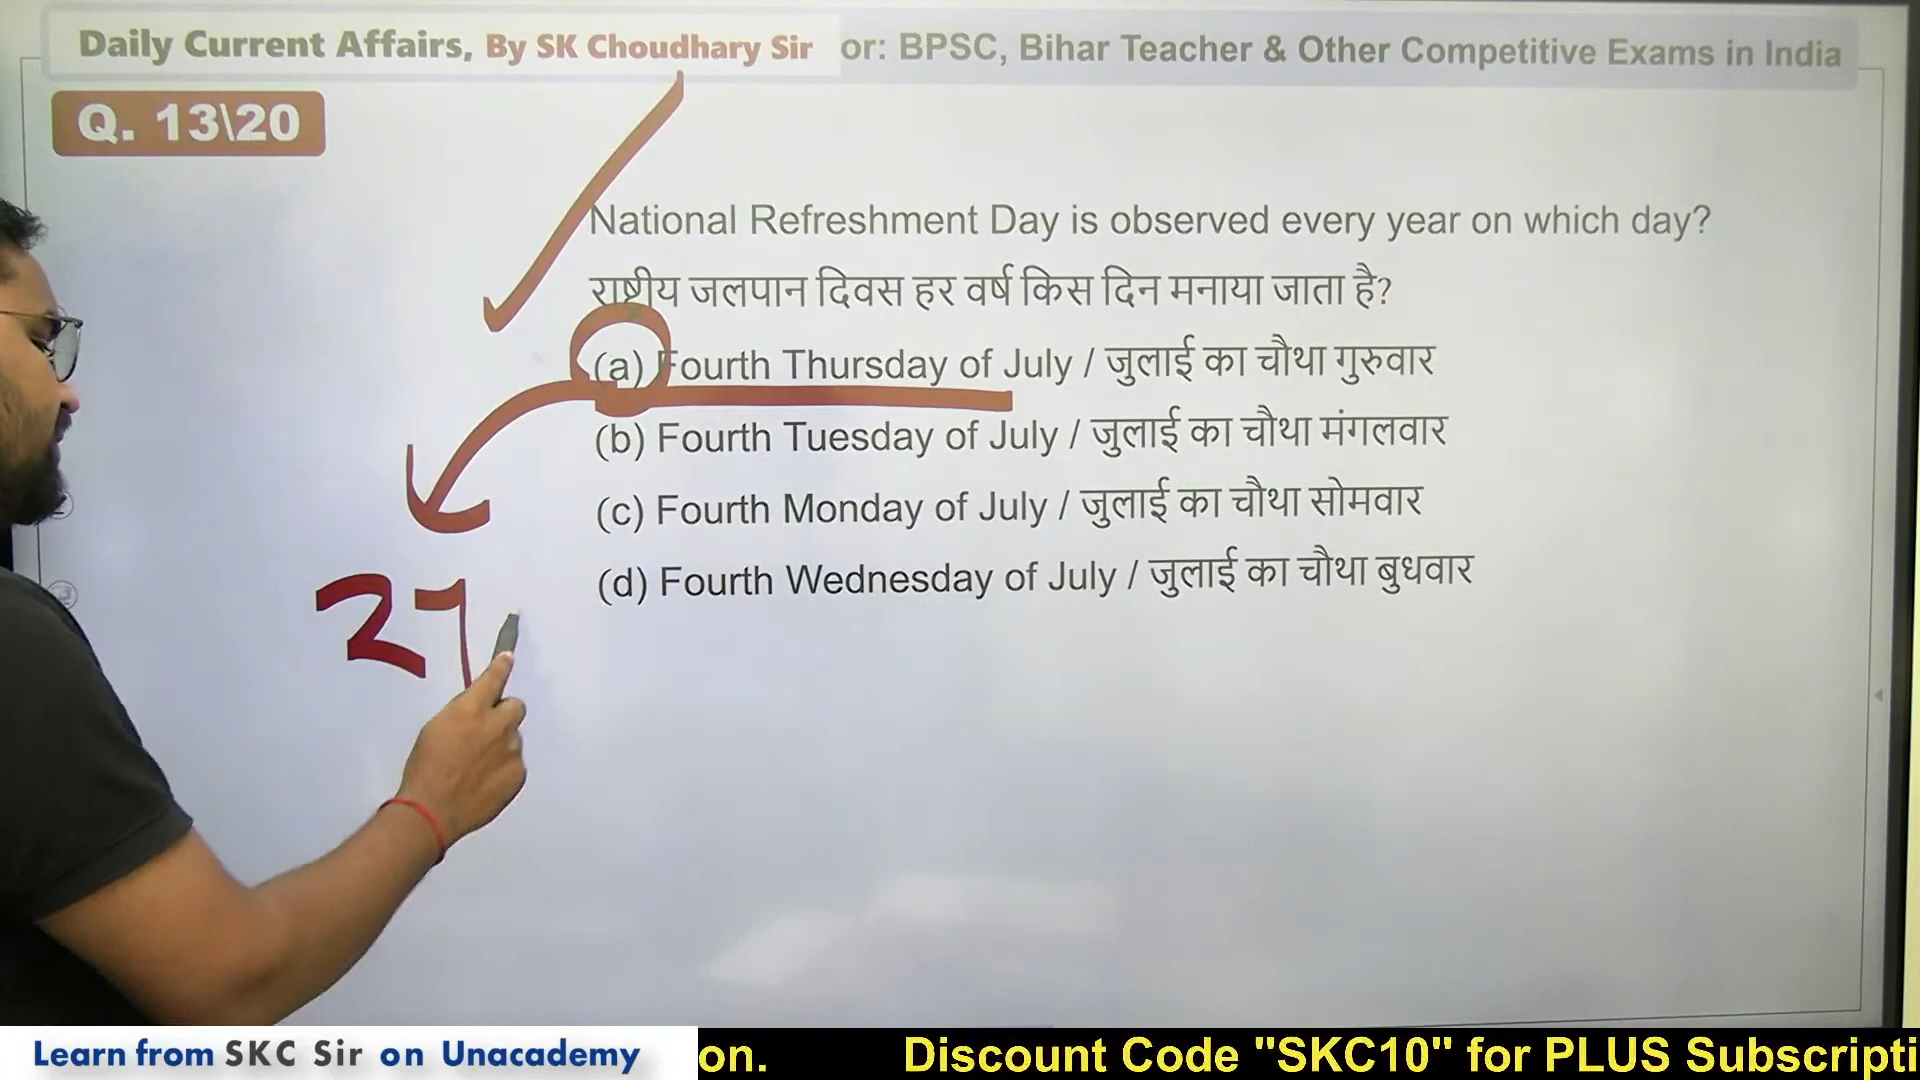 Daily Current Affairs, By SK Choudhary Sir or: BPSC, Bihar Teacher & Other Competitive Exams in India
Q. 13\20
National Refreshment Day is observed every year on which day?
राष्ट्रीय जलपान दिवस हर वर्ष किस दिन मनाया जाता है?
(a) Fourth Thursday of July / जुलाई का चौथा गुरुवार
(b) Fourth Tuesday of July / जुलाई का चौथा मंगलवार
(c) Fourth Monday of July / जुलाई का चौथा सोमवार
(d) Fourth Wednesday of July / जुलाई का चौथा बुधवार
27
Learn from SKC Sir on Unacademy
on. Discount Code "SKC10" for PLUS Subscripti